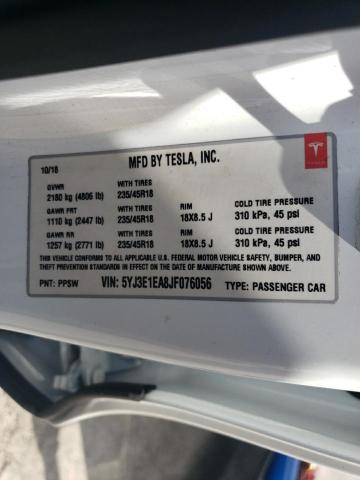 10/18 MFD BY TESLA, INC.
GVWR WITH TIRES
2180 kg (4806 lb) 235/45R18
GAWR FRT WITH TIRES RIM COLD TIRE PRESSURE
1110 kg (2447 lb) 235/45R18 18X8.5 J 310 kPa, 45 psi
GAWR RR WITH TIRES RIM COLD TIRE PRESSURE
1257 kg (2771 lb) 235/45R18 18X8.5 J 310 kPa, 45 psi
THIS VEHICLE CONFORMS TO ALL APPLICABLE U.S. FEDERAL MOTOR VEHICLE SAFETY, BUMPER, AND
THEFT PREVENTION STANDARDS IN EFFECT ON THE DATE OF MANUFACTURE SHOWN ABOVE.
PNT: PPSW VIN: 5YJ3E1EA8JF076056 TYPE: PASSENGER CAR
TESLA